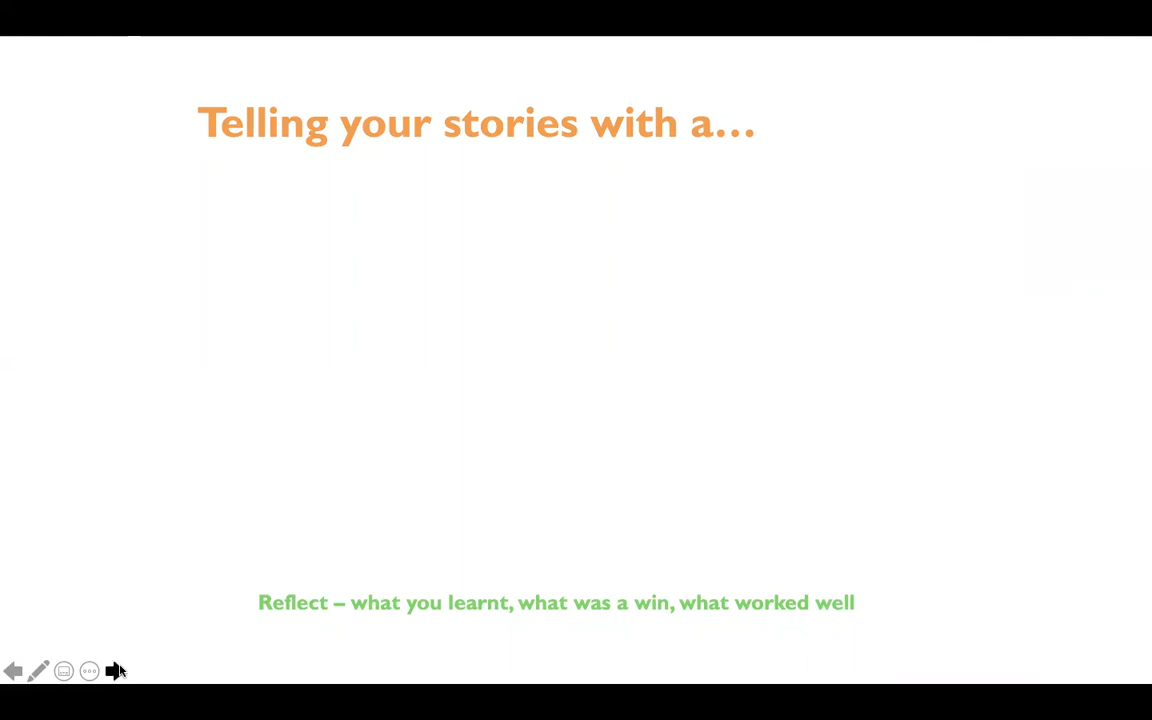 Telling your stories with a…
Reflect – what you learnt, what was a win, what worked well